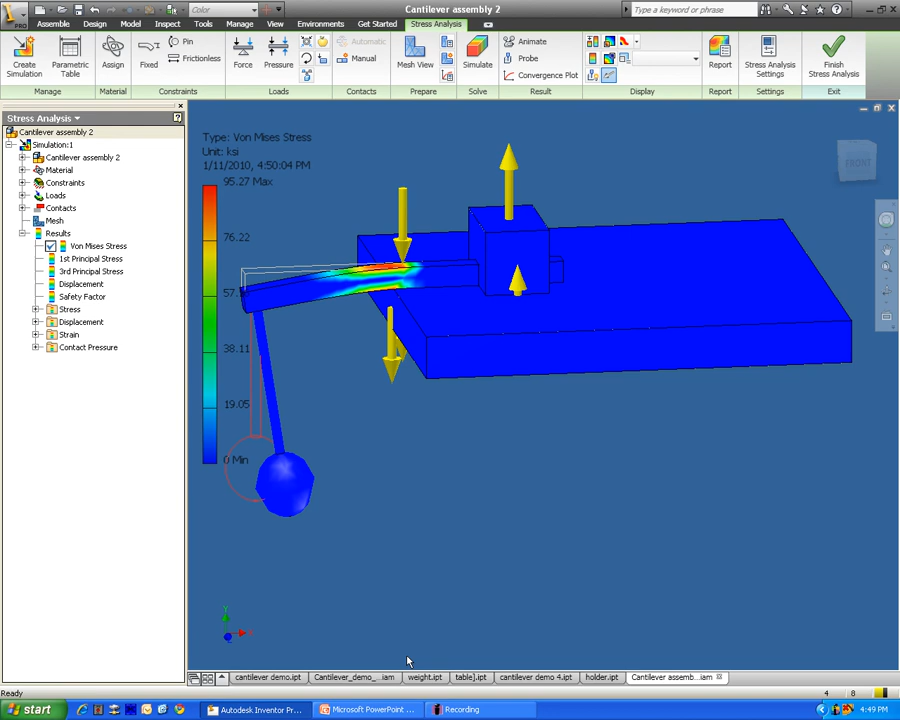 Color
Cantilever assembly 2
Type a keyword or phrase
PRO
Assembly Design Model Inspect Tools Manage View Environments Get Started Stress Analysis
Create Simulation
Parametric Table
Assign
Fixed
Pin
Frictionless
Force
Pressure
Automatic
Manual
Mesh View
Simulate
Animate
Probe
Convergence Plot
Report
Stress Analysis Settings
Finish Stress Analysis
Manage Material Constraints Loads Contacts Prepare Solve Result Display Report Settings Exit
Stress Analysis
Cantilever assembly 2
Simulation:1
Cantilever assembly 2
Material
Constraints
Loads
Contacts
Mesh
Results
Von Mises Stress
1st Principal Stress
3rd Principal Stress
Displacement
Safety Factor
Stress
Displacement
Strain
Contact Pressure
Type: Von Mises Stress
Unit: ksi
1/11/2010, 4:50:04 PM
95.27 Max
76.22
38.11
19.05
0 Min
FRONT
cantilever demo.ipt Cantilever_demo_...iam weight.ipt table].ipt cantilever demo 4.ipt holder.ipt Cantilever assemb...iam
Ready
4 8
start
Autodesk Inventor Pr...
Microsoft PowerPoint ...
Recording
4:49 PM